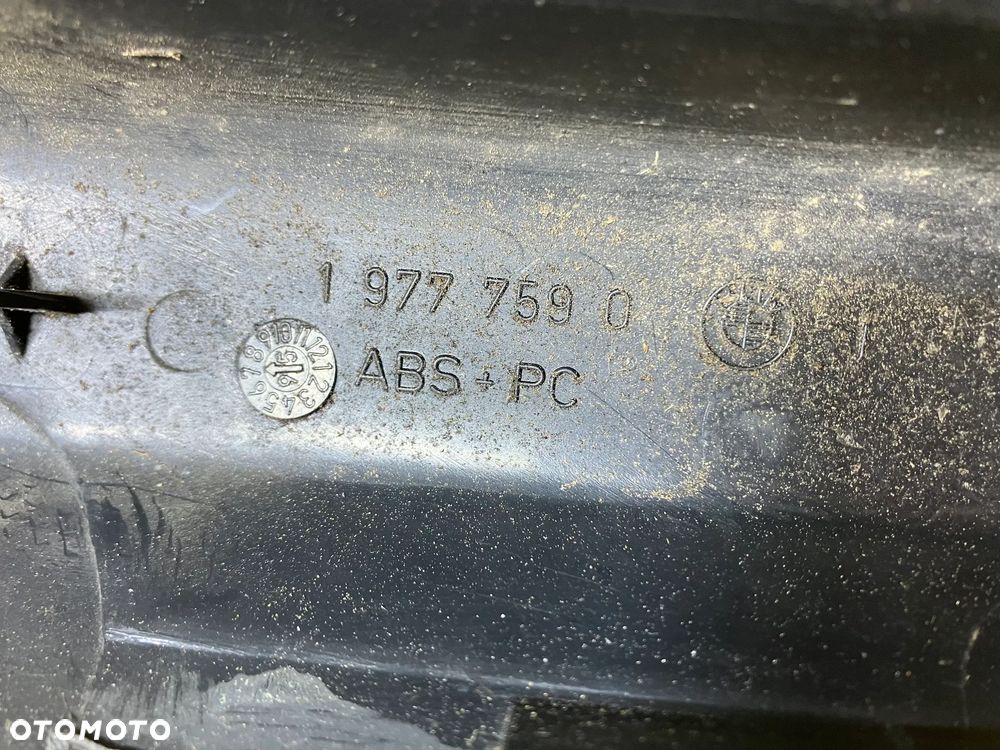 1 977 759 0
ABS + PC
OTOMOTO